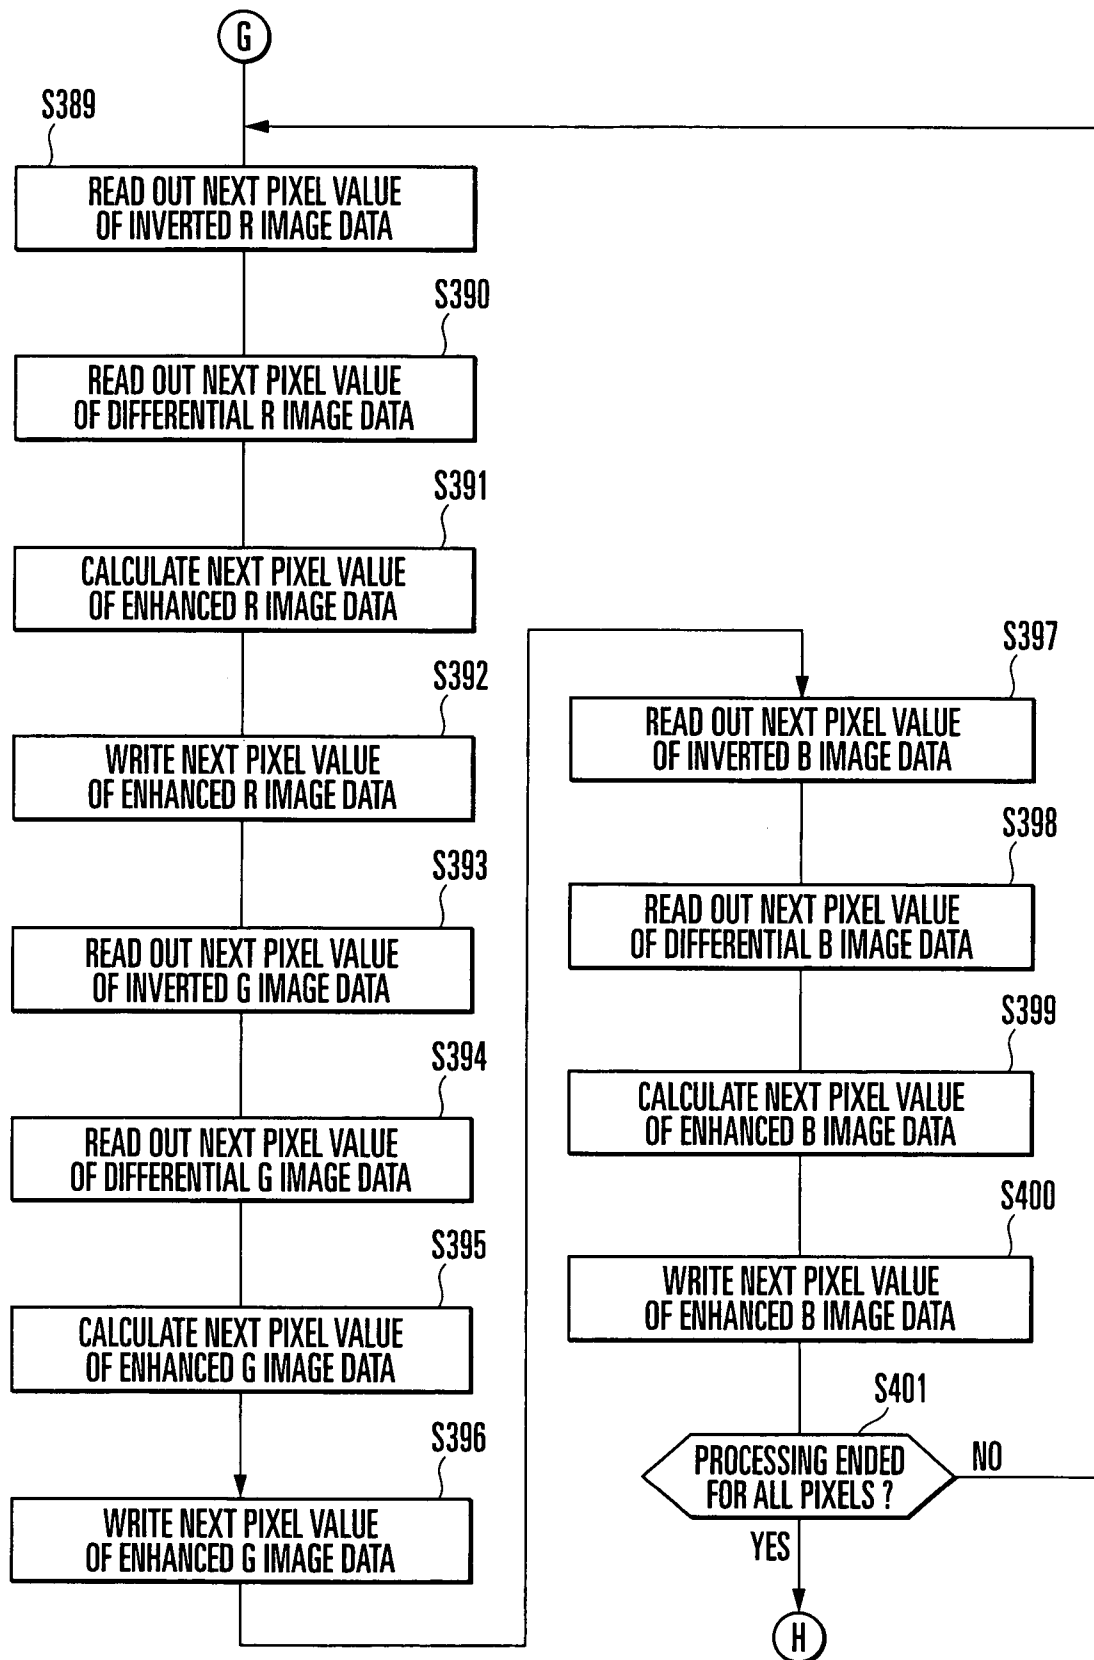 G
S389
READ OUT NEXT PIXEL VALUE
OF INVERTED R IMAGE DATA
S390
READ OUT NEXT PIXEL VALUE
OF DIFFERENTIAL R IMAGE DATA
S391
CALCULATE NEXT PIXEL VALUE
OF ENHANCED R IMAGE DATA
S392
WRITE NEXT PIXEL VALUE
OF ENHANCED R IMAGE DATA
S393
READ OUT NEXT PIXEL VALUE
OF INVERTED G IMAGE DATA
S394
READ OUT NEXT PIXEL VALUE
OF DIFFERENTIAL G IMAGE DATA
S395
CALCULATE NEXT PIXEL VALUE
OF ENHANCED G IMAGE DATA
S396
WRITE NEXT PIXEL VALUE
OF ENHANCED G IMAGE DATA
S397
READ OUT NEXT PIXEL VALUE
OF INVERTED B IMAGE DATA
S398
READ OUT NEXT PIXEL VALUE
OF DIFFERENTIAL B IMAGE DATA
S399
CALCULATE NEXT PIXEL VALUE
OF ENHANCED B IMAGE DATA
S400
WRITE NEXT PIXEL VALUE
OF ENHANCED B IMAGE DATA
S401
PROCESSING ENDED
FOR ALL PIXELS ?
NO
YES
H